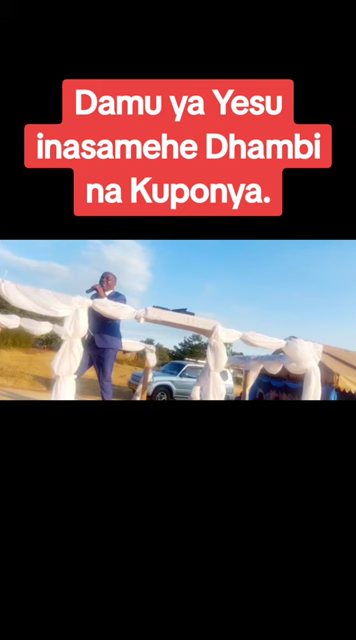 Damu ya Yesu
inasamehe Dhambi
na Kuponya.